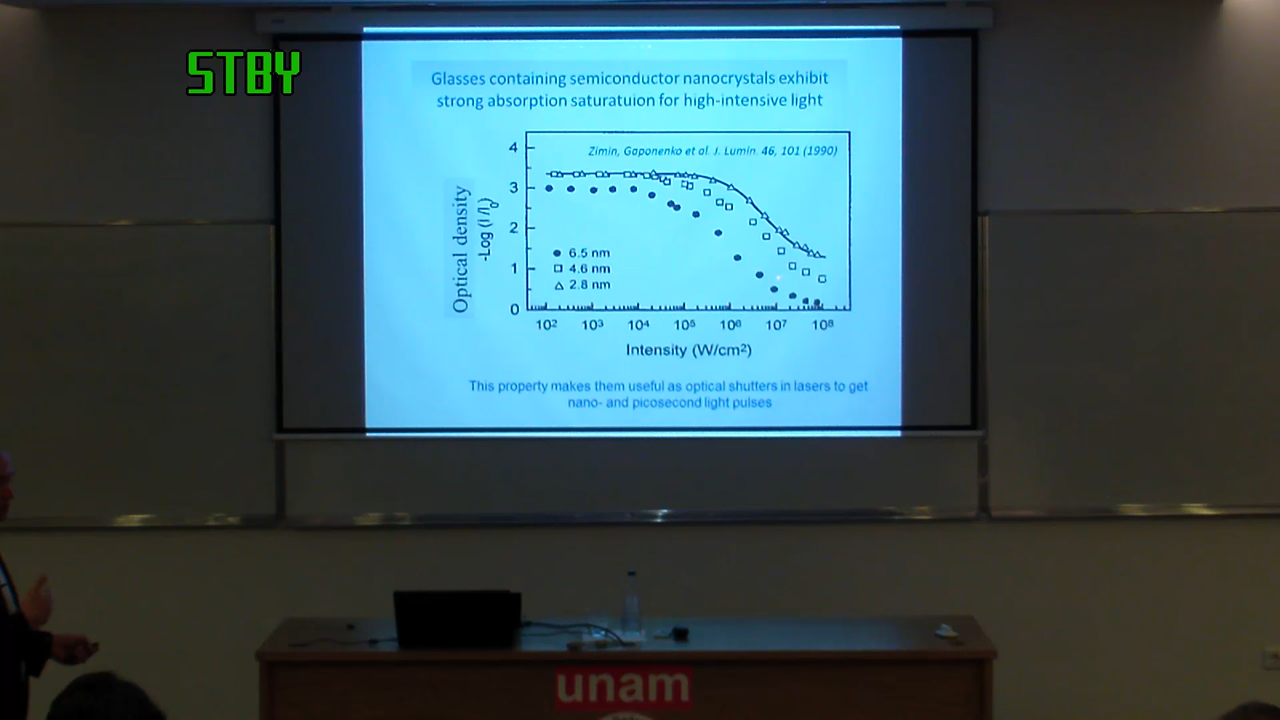 STBY
Glasses containing semiconductor nanocrystals exhibit
strong absorption saturatuion for high-intensive light
Zimin, Gaponenko et al. J. Lumin. 46, 101 (1990)
Optical density
-Log (I /I₀)
4
3
2
1
0
6.5 nm
4.6 nm
2.8 nm
10² 10³ 10⁴ 10⁵ 10⁶ 10⁷ 10⁸
Intensity (W/cm²)
This property makes them useful as optical shutters in lasers to get
nano- and picosecond light pulses
unam